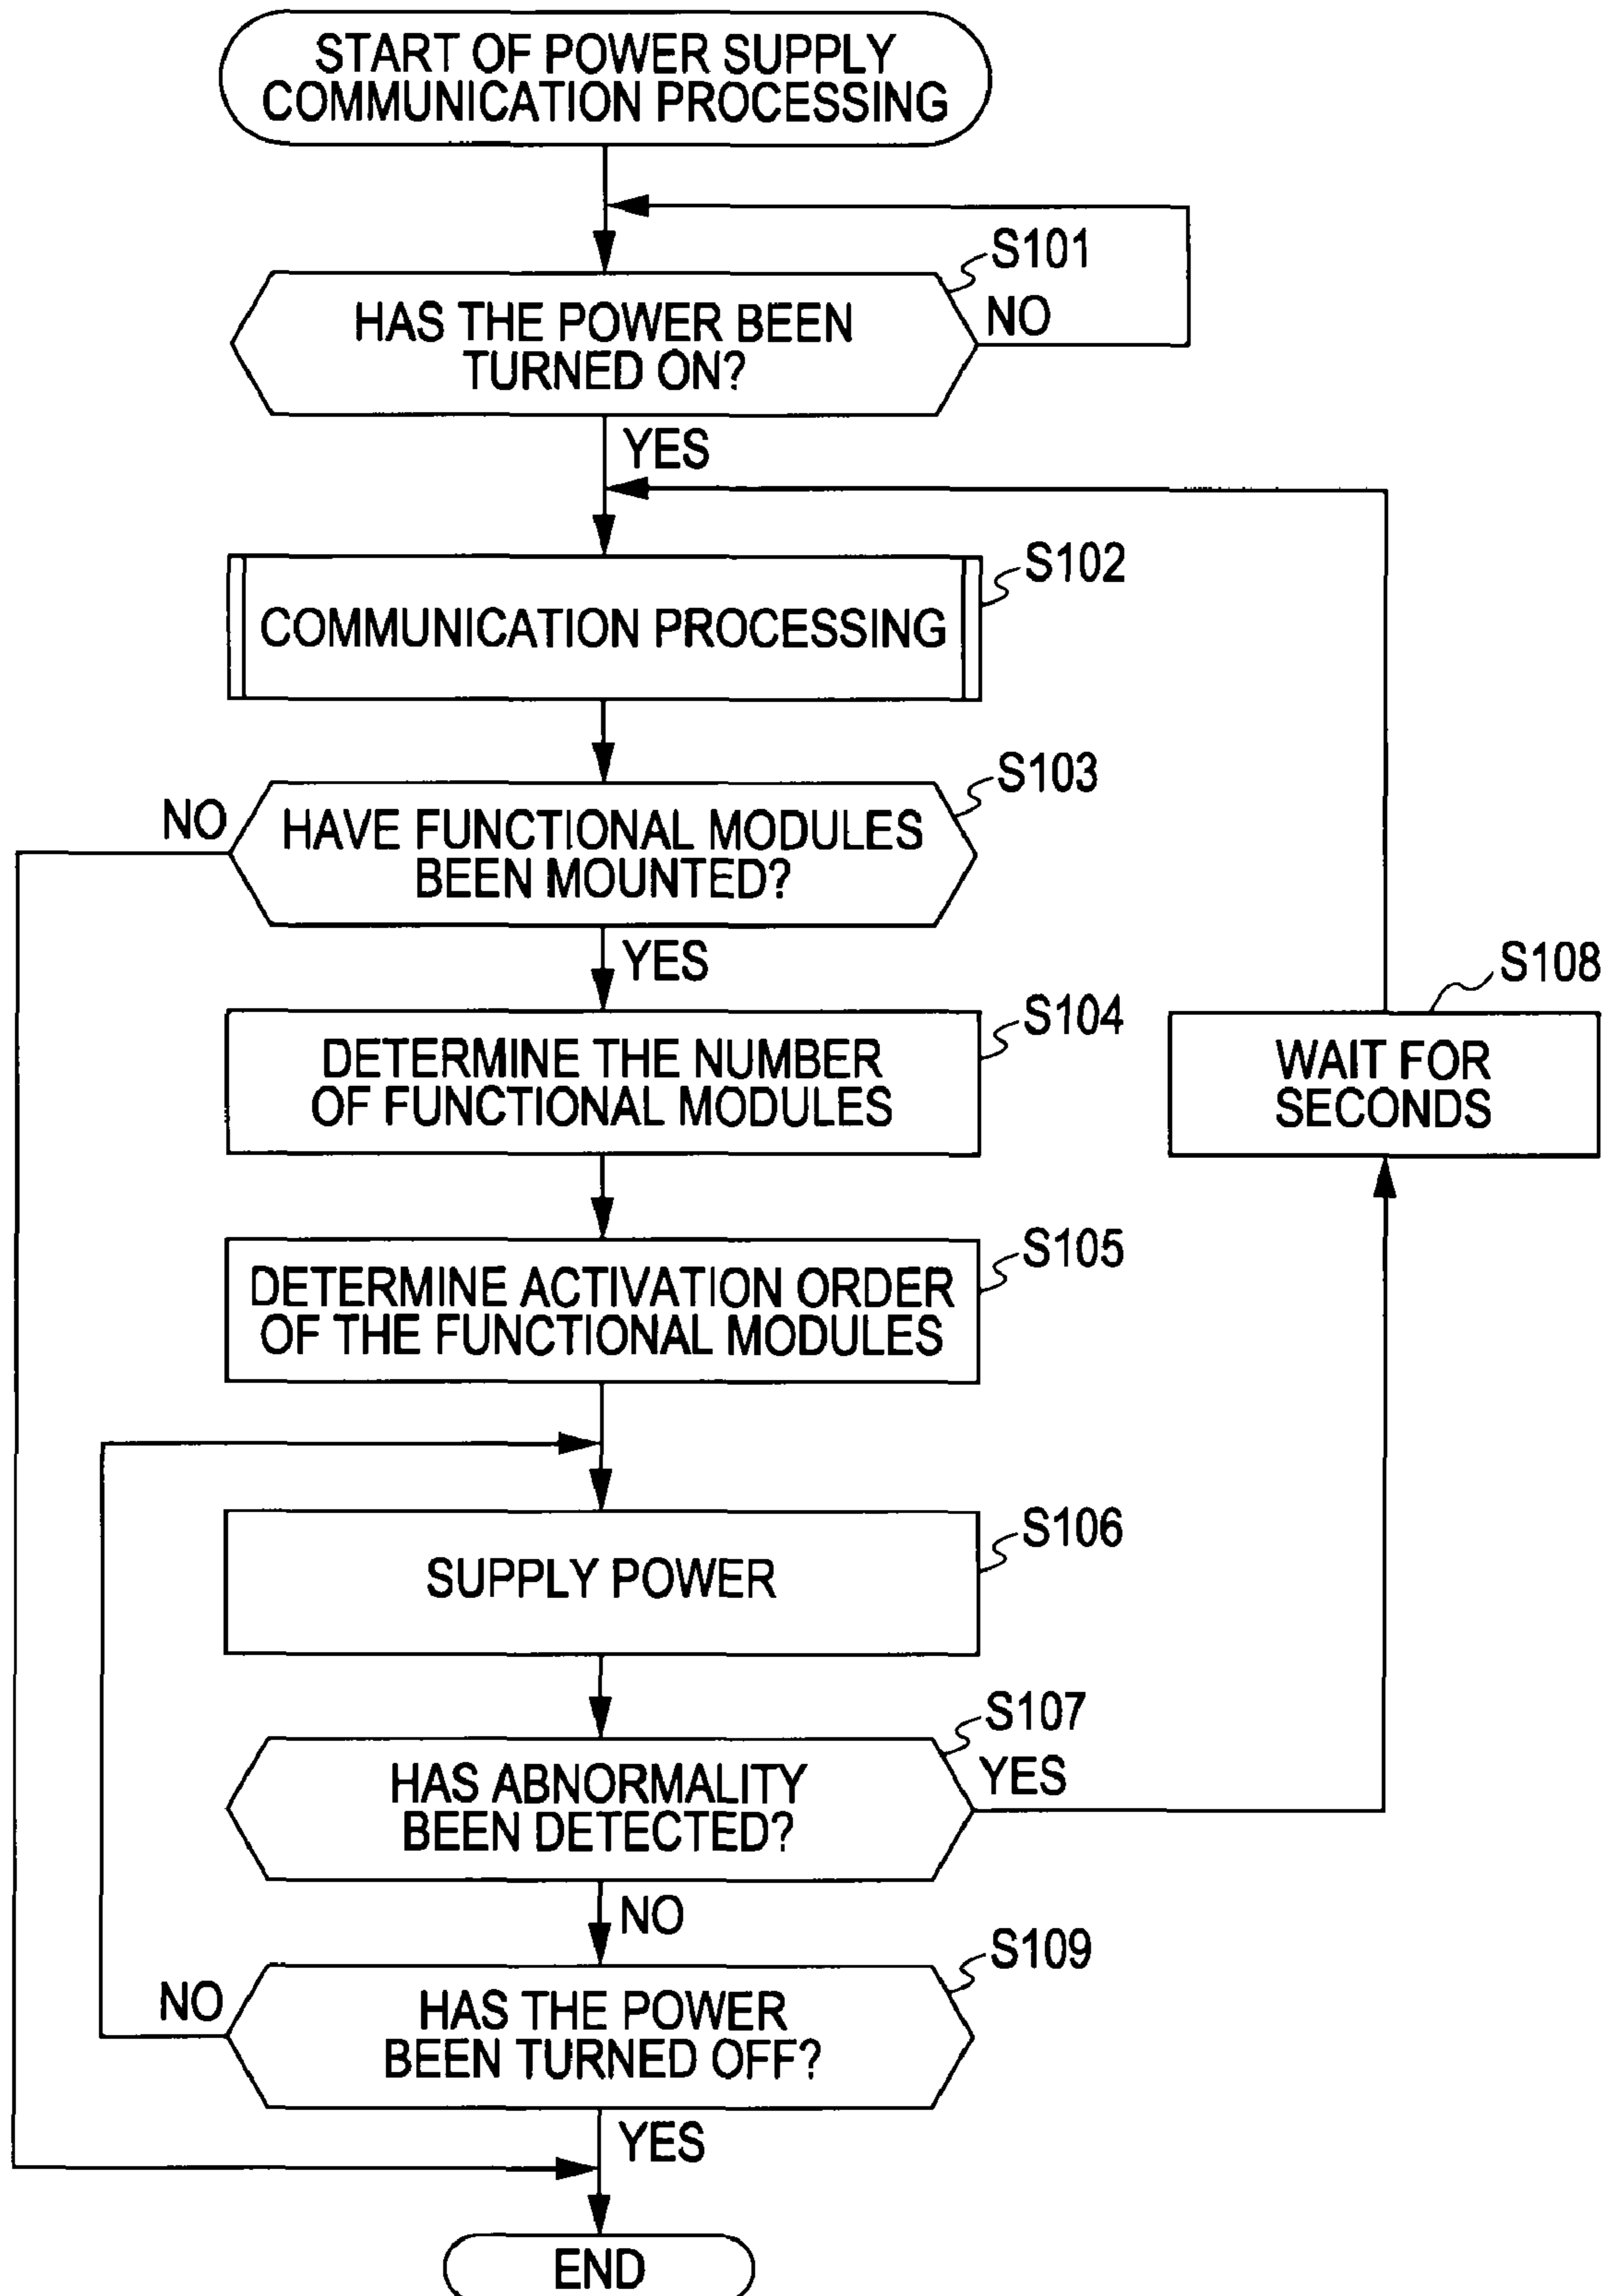 START OF POWER SUPPLY
COMMUNICATION PROCESSING
S101
HAS THE POWER BEEN
TURNED ON?
NO
YES
S102
COMMUNICATION PROCESSING
S103
NO
HAVE FUNCTIONAL MODULES
BEEN MOUNTED?
YES
S104
DETERMINE THE NUMBER
OF FUNCTIONAL MODULES
S108
WAIT FOR
SECONDS
S105
DETERMINE ACTIVATION ORDER
OF THE FUNCTIONAL MODULES
S106
SUPPLY POWER
S107
HAS ABNORMALITY
BEEN DETECTED?
YES
NO
S109
NO
HAS THE POWER
BEEN TURNED OFF?
YES
END